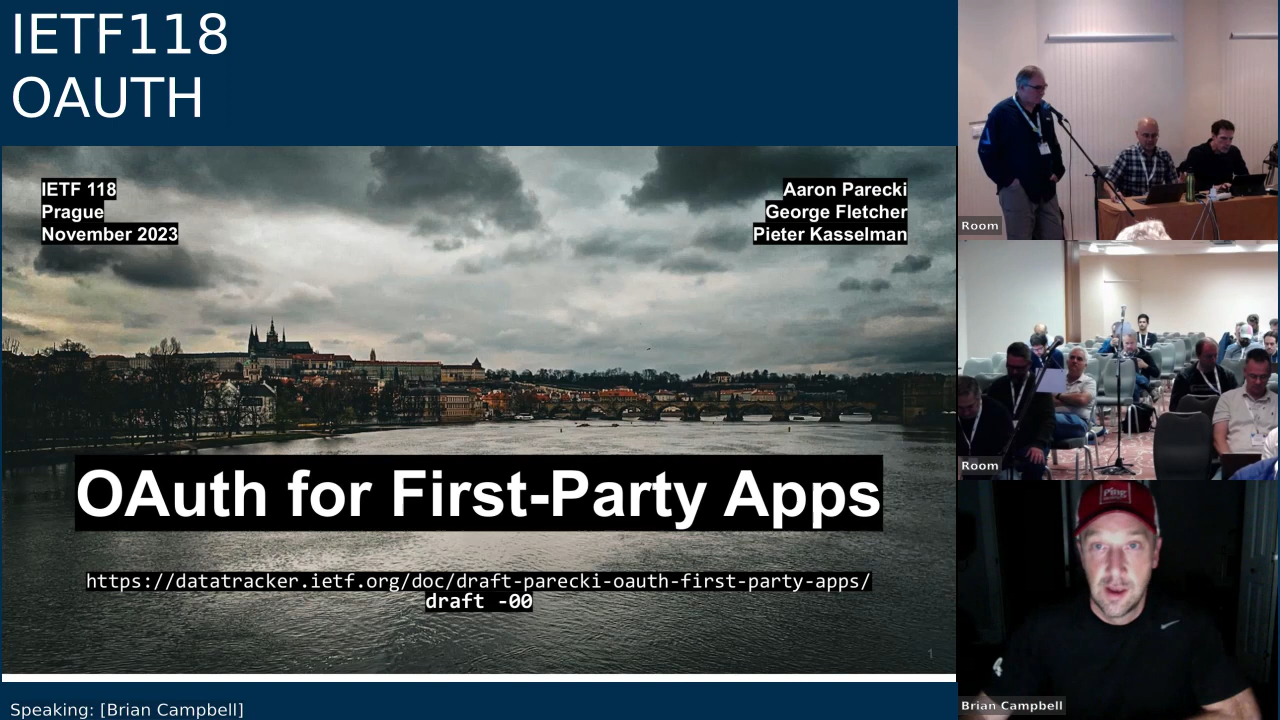 IETF118
OAUTH
IETF 118
Prague
November 2023
Aaron Parecki
George Fletcher
Pieter Kasselman
OAuth for First-Party Apps
https://datatracker.ietf.org/doc/draft-parecki-oauth-first-party-apps/
draft -00
1
Speaking: [Brian Campbell]
Room
Room
Ping
Brian Campbell